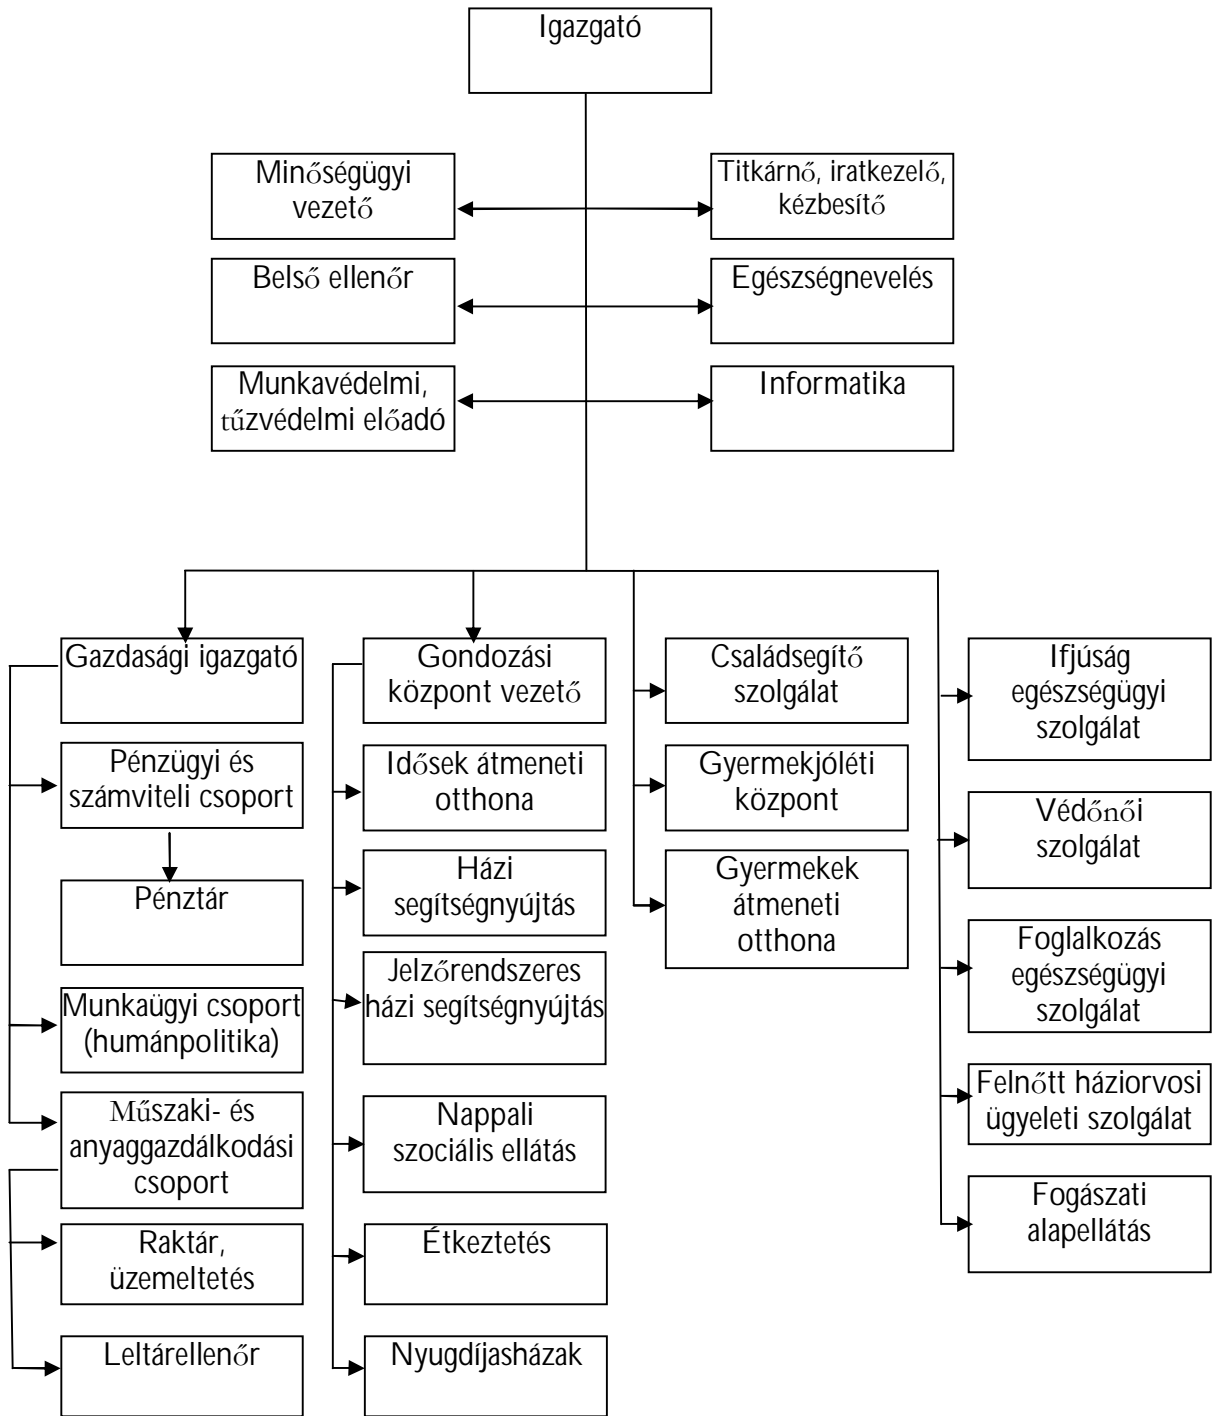 Igazgató
Minőségügyi
vezető
Titkárnő, iratkezelő,
kézbesítő
Belső ellenőr
Egészségnevelés
Munkavédelmi,
tűzvédelmi előadó
Informatika
Gazdasági igazgató
Pénzügyi és
számviteli csoport
Pénztár
Munkaügyi csoport
(humánpolitika)
Műszaki- és
anyaggazdálkodási
csoport
Raktár,
üzemeltetés
Leltárellenőr
Gondozási
központ vezető
Idősek átmeneti
otthona
Házi
segítségnyújtás
Jelzőrendszeres
házi segítségnyújtás
Nappali
szociális ellátás
Étkeztetés
Nyugdíjasházak
Családsegítő
szolgálat
Gyermekjóléti
központ
Gyermekek
átmeneti
otthona
Ifjúság
egészségügyi
szolgálat
Védőnői
szolgálat
Foglalkozás
egészségügyi
szolgálat
Felnőtt háziorvosi
ügyeleti szolgálat
Fogászati
alapellátás